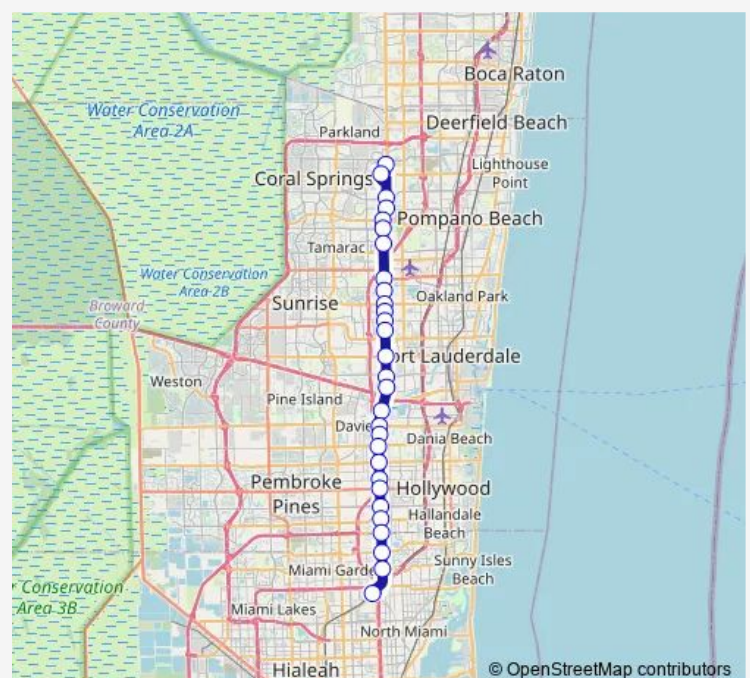 Boca Raton
Water Conservation
Area 2A
Deerfield Beach
Parkland
Lighthouse
Point
Coral Springs
Pompano Beach
Tamarac
Water Conservation
Area 2B
Oakland Park
Sunrise
Broward
County
ort Lauderdale
Weston
Pine Island
Davie
Dania Beach
Pembroke
Pines
Hollywood
Hallandale
Beach
Sunny Isles
Beach
Miami Garde
r Conservation
Area 3B
Miami Lakes
North Miami
Hialeah
© OpenStreetMap contributors